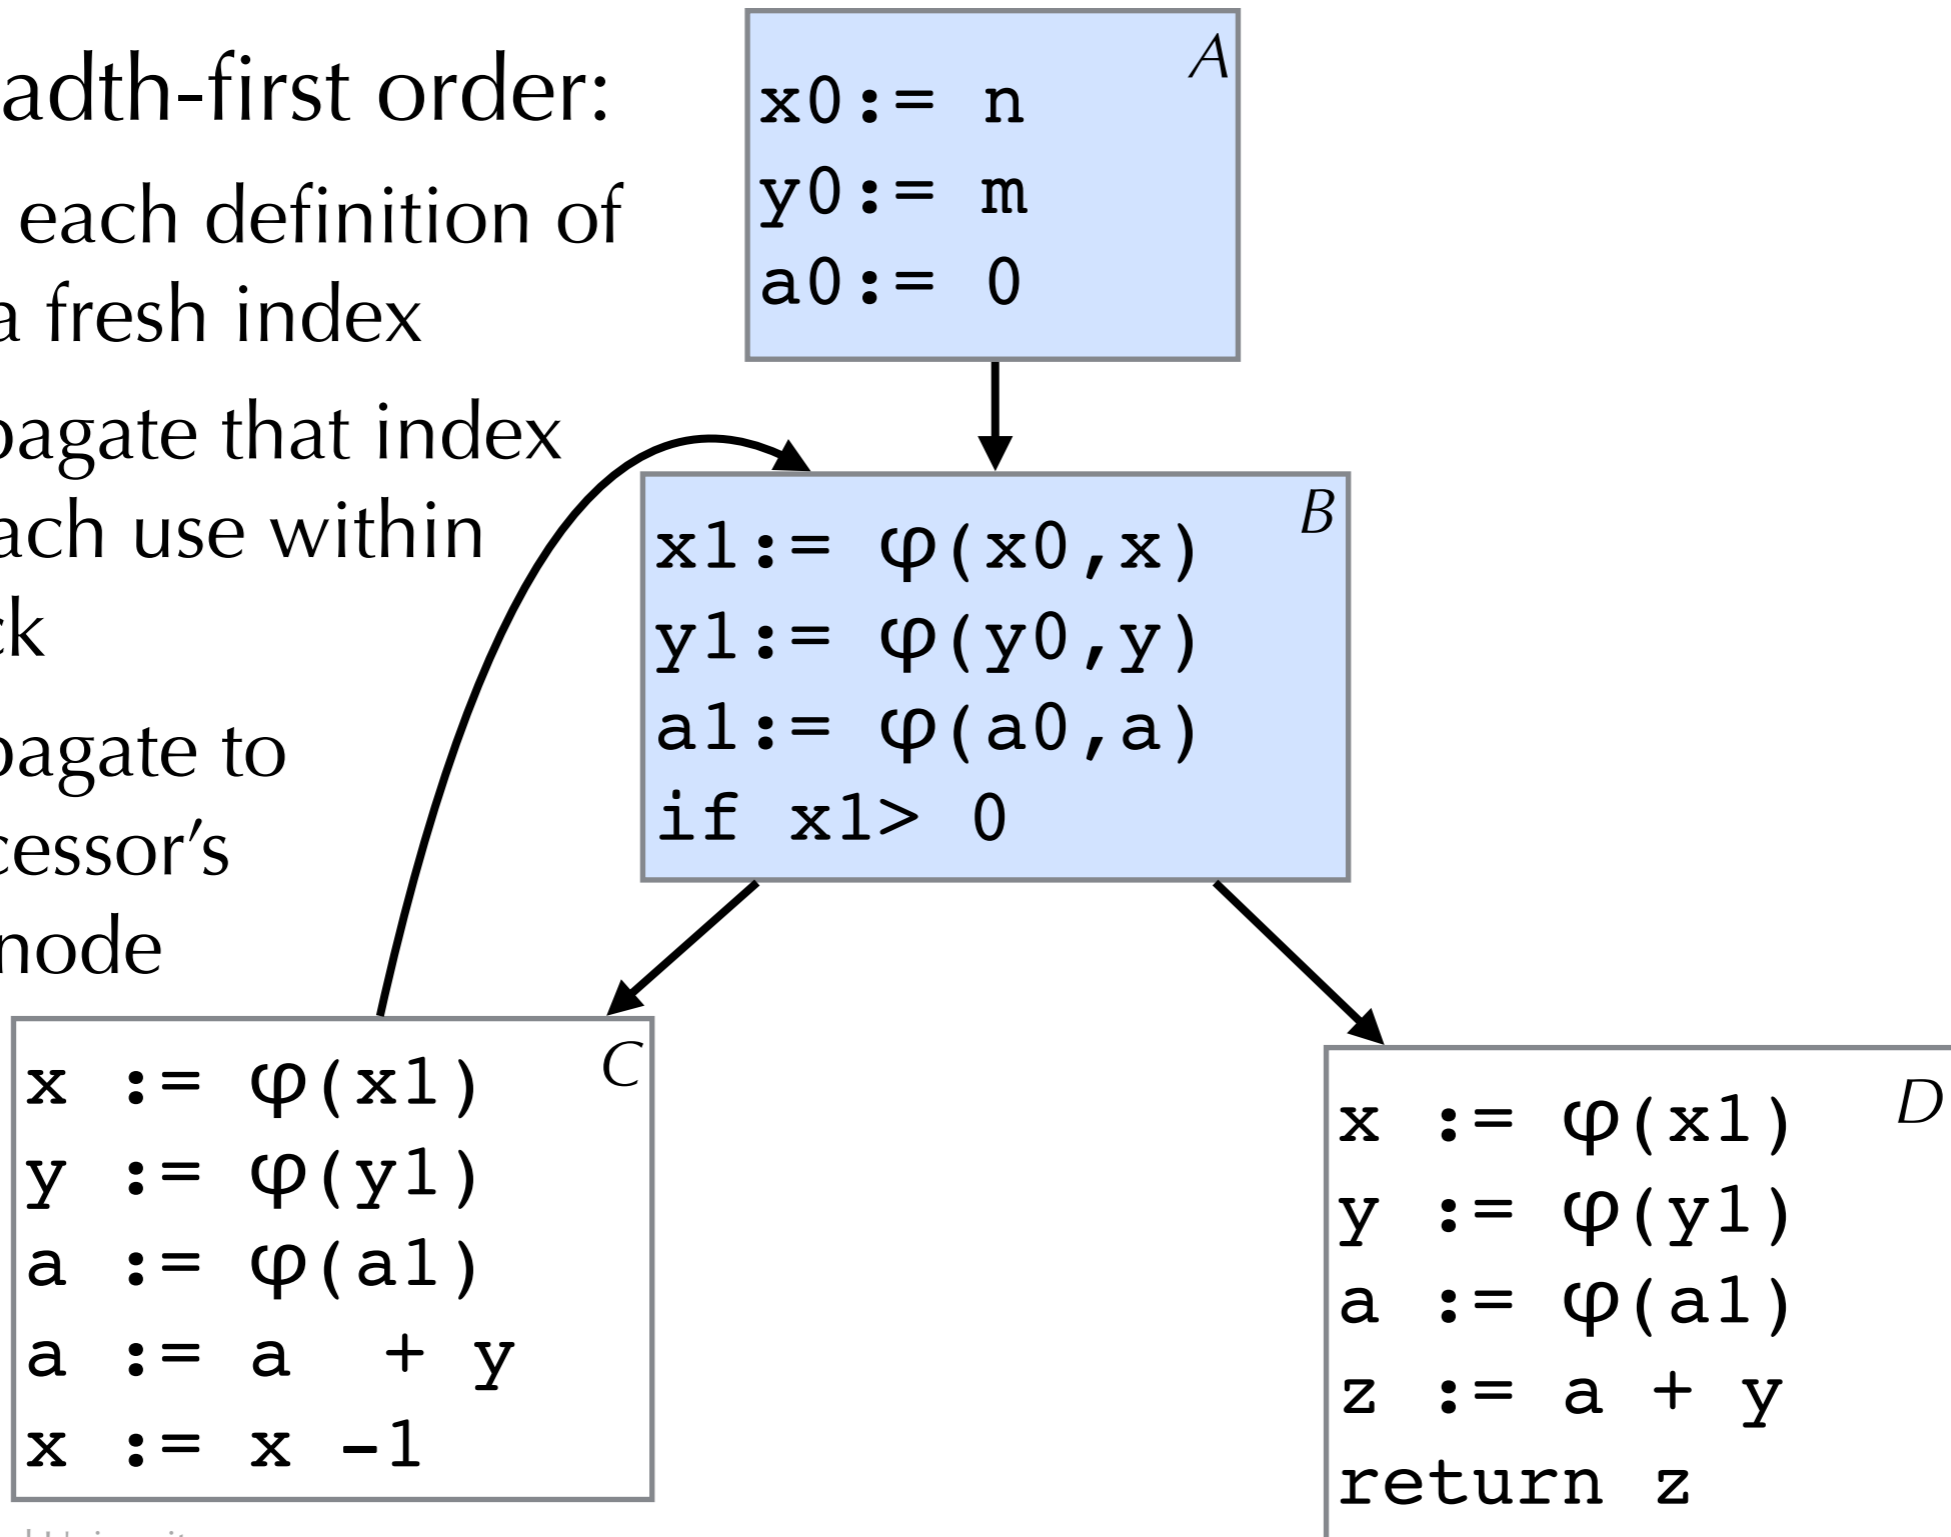 adth-first order:
each definition of
a fresh index
pagate that index
ach use within
ck
pagate to
cessor's
node
A
x0:= n
y0:= m
a0:= 0
B
x1:= φ(x0,x)
y1:= φ(y0,y)
a1:= φ(a0,a)
if x1> 0
C
x := φ(x1)
y := φ(y1)
a := φ(a1)
a := a + y
x := x -1
D
x := φ(x1)
y := φ(y1)
a := φ(a1)
z := a + y
return z